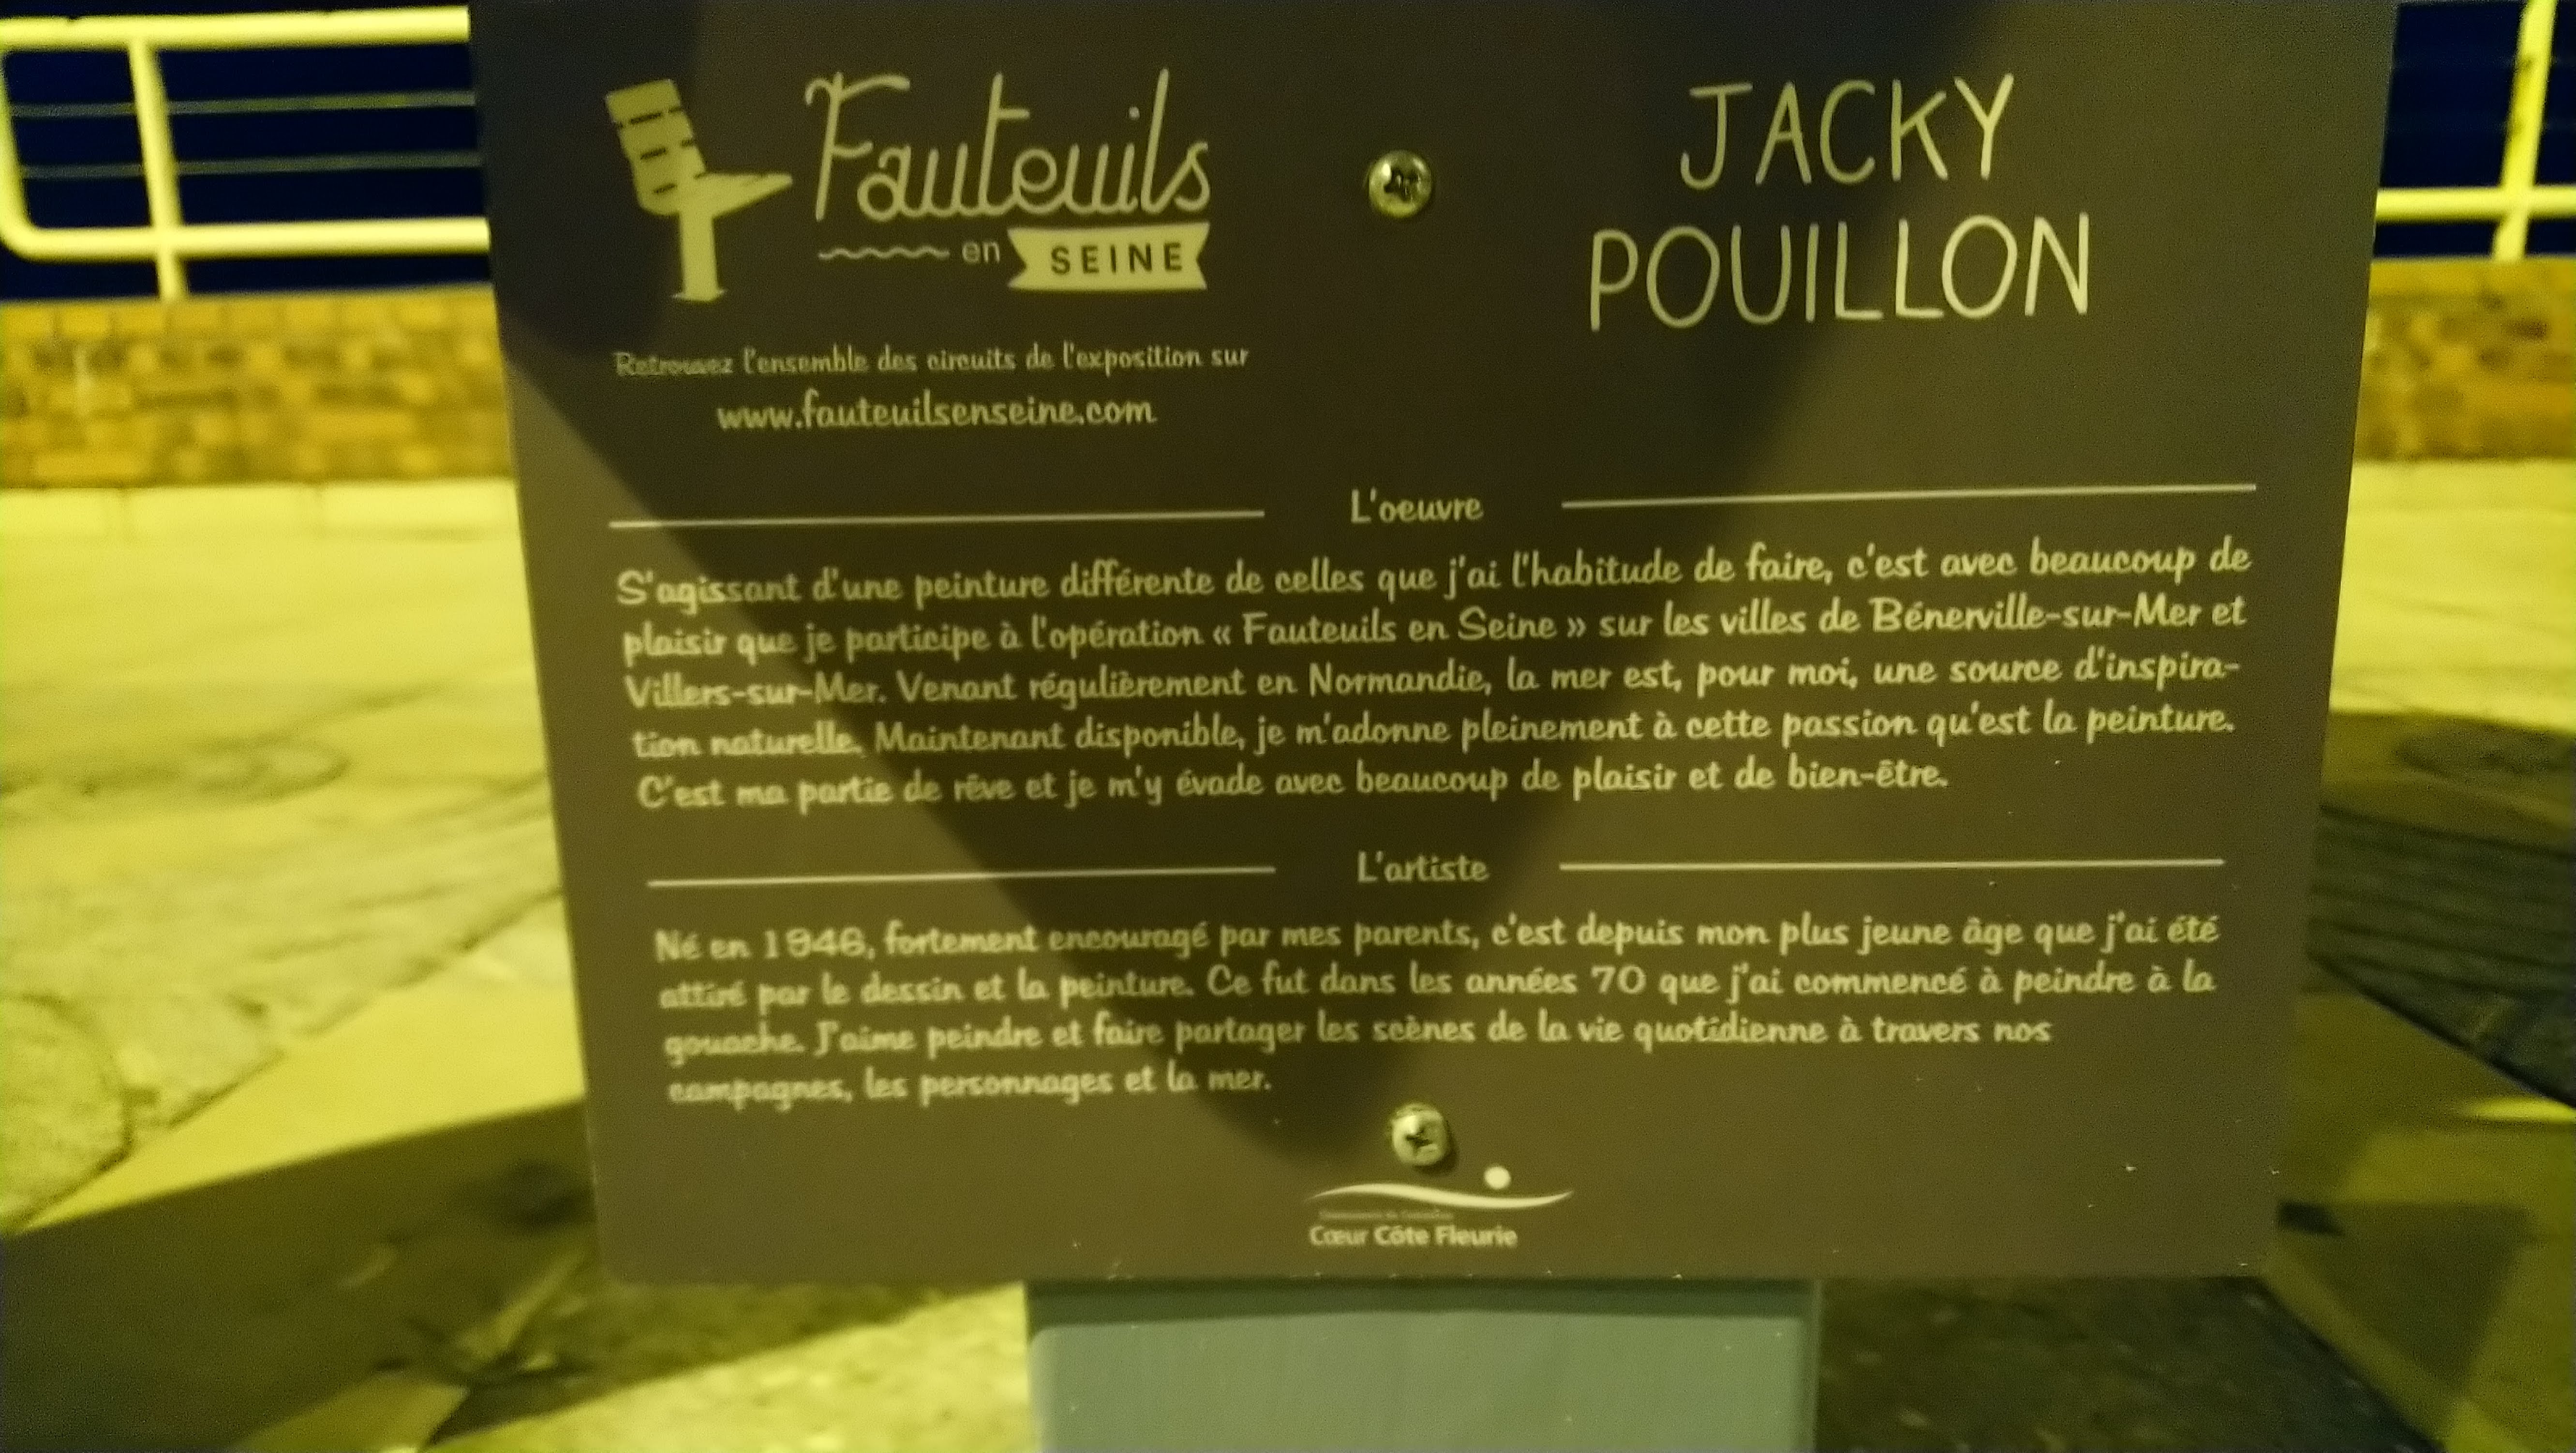 Fauteuils
en SEINE
JACKY
POUILLON
Retrouvez l'ensemble des circuits de l'exposition sur
www.fauteuilsenseine.com
L'oeuvre
S'agissant d'une peinture différente de celles que j'ai l'habitude de faire, c'est avec beaucoup de
plaisir que je participe à l'opération « Fauteuils en Seine » sur les villes de Bénerville-sur-Mer et
Villers-sur-Mer. Venant régulièrement en Normandie, la mer est, pour moi, une source d'inspira-
tion naturelle. Maintenant disponible, je m'adonne pleinement à cette passion qu'est la peinture.
C'est ma partie de rêve et je m'y évade avec beaucoup de plaisir et de bien-être.
L'artiste
Né en 1946, fortement encouragé par mes parents, c'est depuis mon plus jeune âge que j'ai été
attiré par le dessin et la peinture. Ce fut dans les années 70 que j'ai commencé à peindre à la
gouache. J'aime peindre et faire partager les scènes de la vie quotidienne à travers nos
campagnes, les personnages et la mer.
Cœur Côte Fleurie